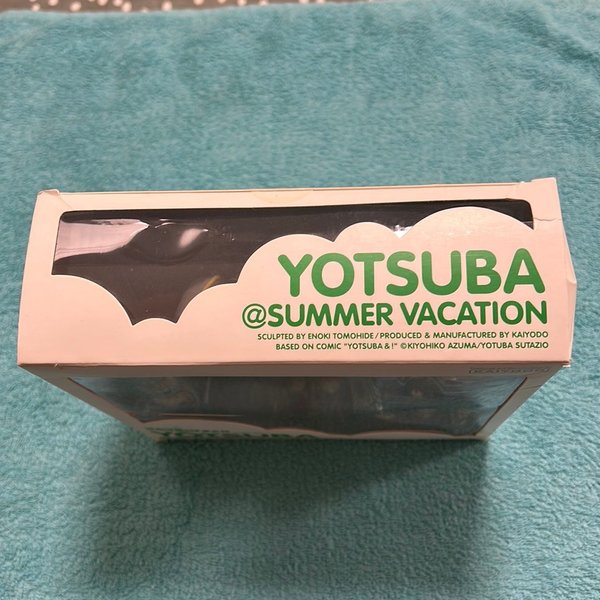 YOTSUBA
@SUMMER VACATION
SCULPTED BY ENOKI TOMOHIDE/PRODUCED & MANUFACTURED BY KAIYODO
BASED ON COMIC "YOTSUBA&!" ©KIYOHIKO AZUMA/YOTUBA SUTAZIO
YOTSUBA